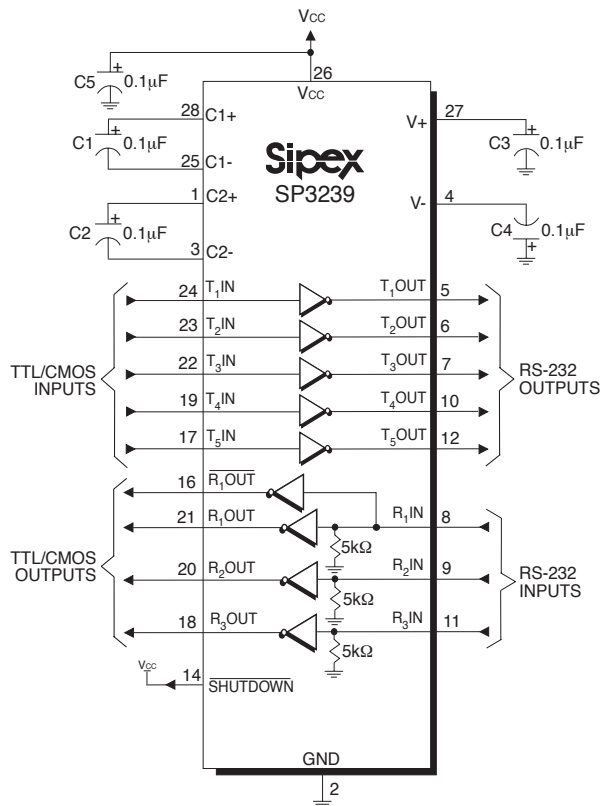 VCC
C5 + 0.1µF
26
VCC
28 C1+
C1 + 0.1µF
25 C1-
1 C2+
C2 + 0.1µF
3 C2-
Sipex
SP3239
V+ 27
+ C3 0.1µF
V- 4
C4 0.1µF +
24 T1IN T1OUT 5
23 T2IN T2OUT 6
22 T3IN T3OUT 7
19 T4IN T4OUT 10
17 T5IN T5OUT 12
TTL/CMOS
INPUTS
RS-232
OUTPUTS
16 R1OUT
21 R1OUT R1IN 8
5kΩ
20 R2OUT R2IN 9
5kΩ
18 R3OUT R3IN 11
5kΩ
TTL/CMOS
OUTPUTS
RS-232
INPUTS
VCC 14 SHUTDOWN
GND
2